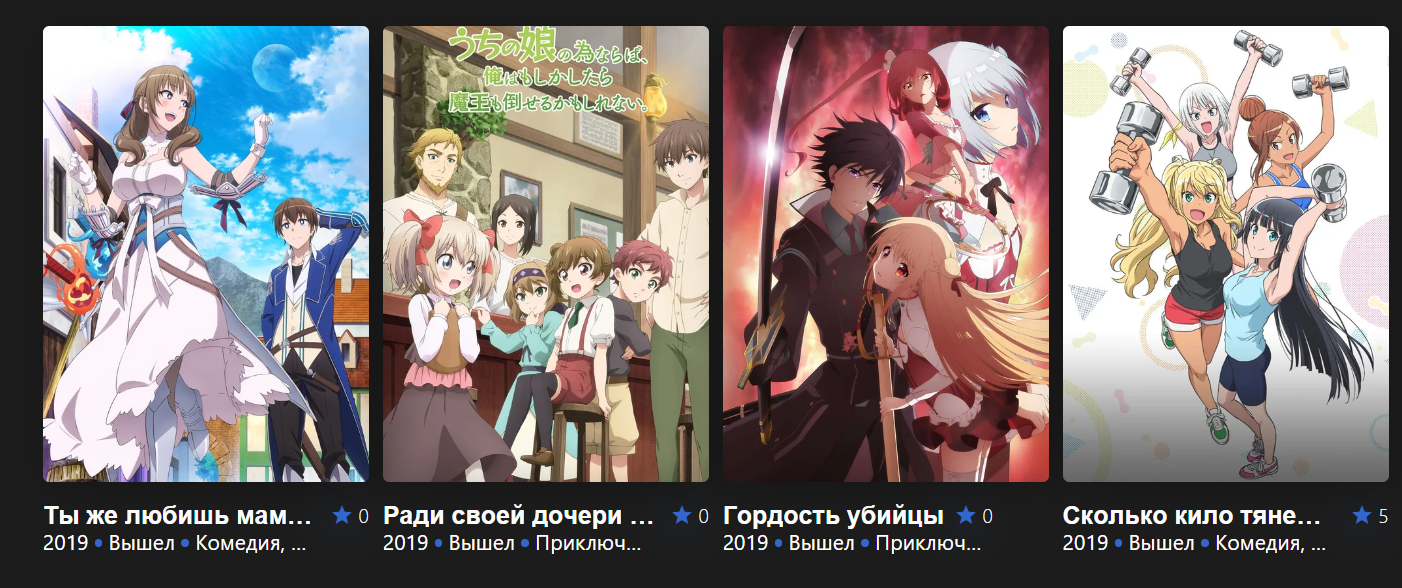 うちの娘の為ならば、
俺はもしかしたら
魔王も倒せるかもしれない。
Ты же любишь мам... 0
2019 • Вышел • Комедия, ...
Ради своей дочери ... 0
2019 • Вышел • Приключ...
Гордость убийцы 0
2019 • Вышел • Приключ...
Сколько кило тяне... 5
2019 • Вышел • Комедия, ...